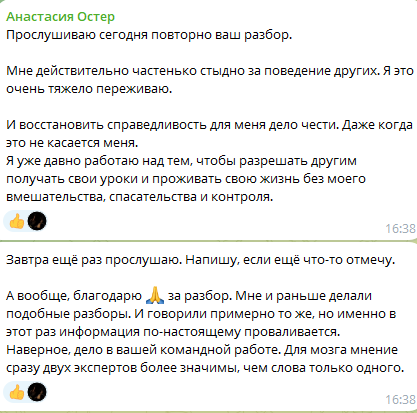 Анастасия Остер
Прослушиваю сегодня повторно ваш разбор.
Мне действительно частенько стыдно за поведение других. Я это
очень тяжело переживаю.
И восстановить справедливость для меня дело чести. Даже когда
это не касается меня.
Я уже давно работаю над тем, чтобы разрешать другим
получать свои уроки и проживать свою жизнь без моего
вмешательства, спасательства и контроля.
16:38
Завтра ещё раз прослушаю. Напишу, если ещё что-то отмечу.
А вообще, благодарю 🙏 за разбор. Мне и раньше делали
подобные разборы. И говорили примерно то же, но именно в
этот раз информация по-настоящему проваливается.
Наверное, дело в вашей командной работе. Для мозга мнение
сразу двух экспертов более значимы, чем слова только одного.
16:38